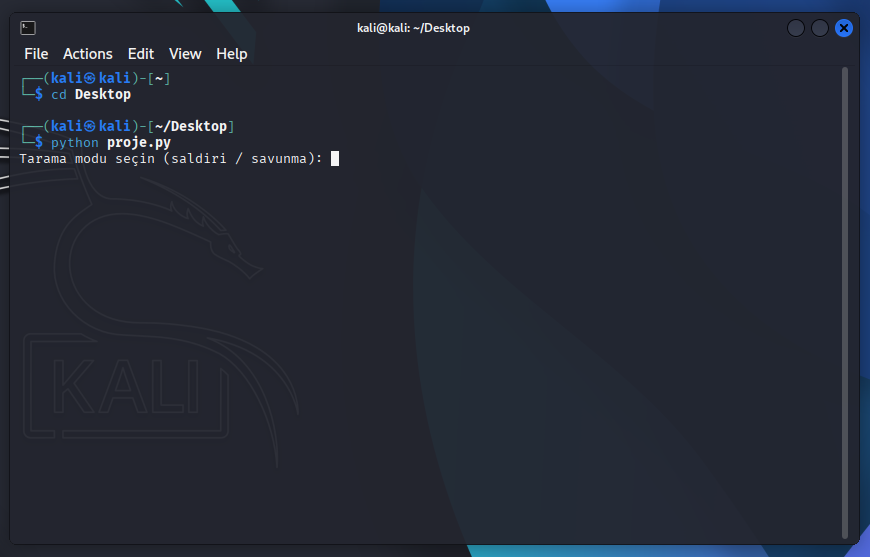 kali@kali: ~/Desktop
File Actions Edit View Help
┌──(kali㉿kali)-[~]
└─$ cd Desktop
┌──(kali㉿kali)-[~/Desktop]
└─$ python proje.py
Tarama modu seçin (saldiri / savunma):
KALI